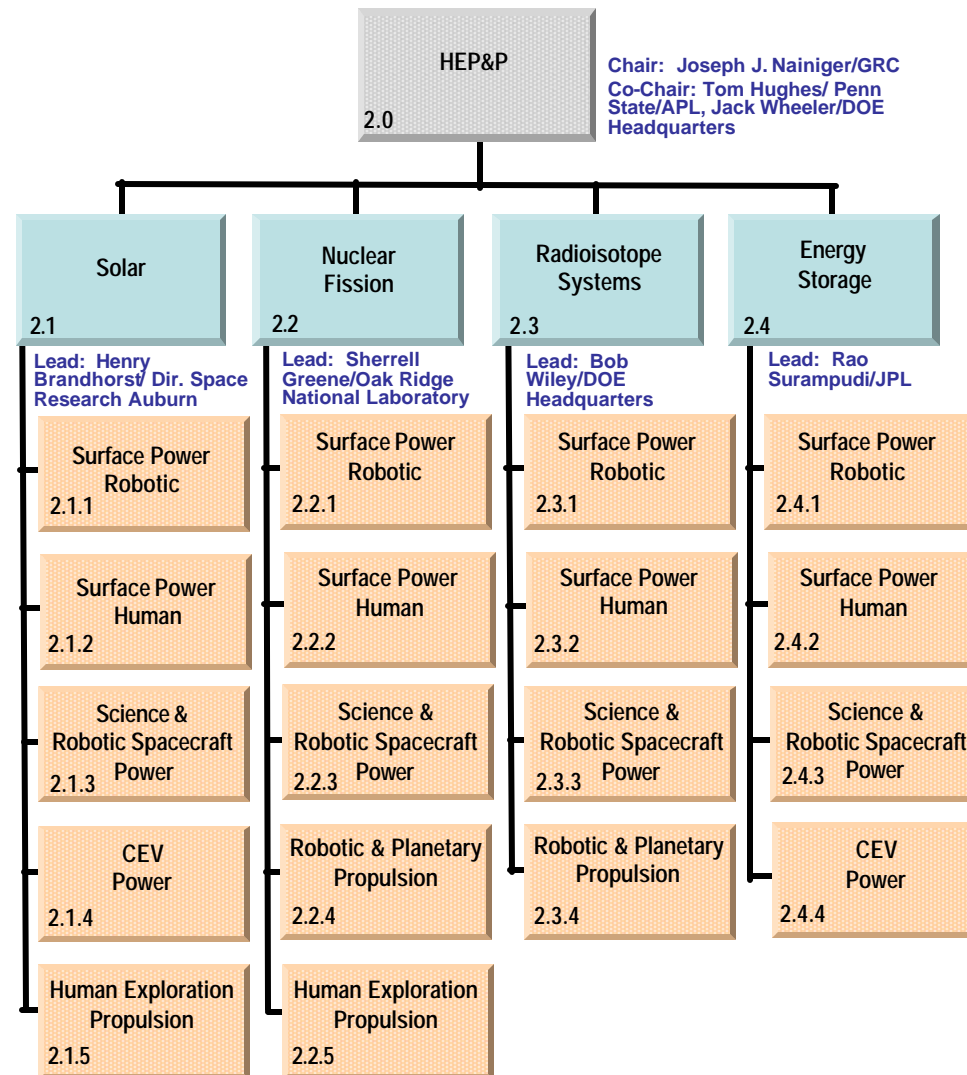 HEP&P
2.0
Chair: Joseph J. Nainiger/GRC
Co-Chair: Tom Hughes/ Penn
State/APL, Jack Wheeler/DOE
Headquarters
Solar
2.1
Lead: Henry
Brandhorst/ Dir. Space
Research Auburn
Surface Power
Robotic
2.1.1
Surface Power
Human
2.1.2
Science &
Robotic Spacecraft
Power
2.1.3
CEV
Power
2.1.4
Human Exploration
Propulsion
2.1.5
Nuclear
Fission
2.2
Lead: Sherrell
Greene/Oak Ridge
National Laboratory
Surface Power
Robotic
2.2.1
Surface Power
Human
2.2.2
Science &
Robotic Spacecraft
Power
2.2.3
Robotic & Planetary
Propulsion
2.2.4
Human Exploration
Propulsion
2.2.5
Radioisotope
Systems
2.3
Lead: Bob
Wiley/DOE
Headquarters
Surface Power
Robotic
2.3.1
Surface Power
Human
2.3.2
Science &
Robotic Spacecraft
Power
2.3.3
Robotic & Planetary
Propulsion
2.3.4
Energy
Storage
2.4
Lead: Rao
Surampudi/JPL
Surface Power
Robotic
2.4.1
Surface Power
Human
2.4.2
Science &
Robotic Spacecraft
Power
2.4.3
CEV
Power
2.4.4